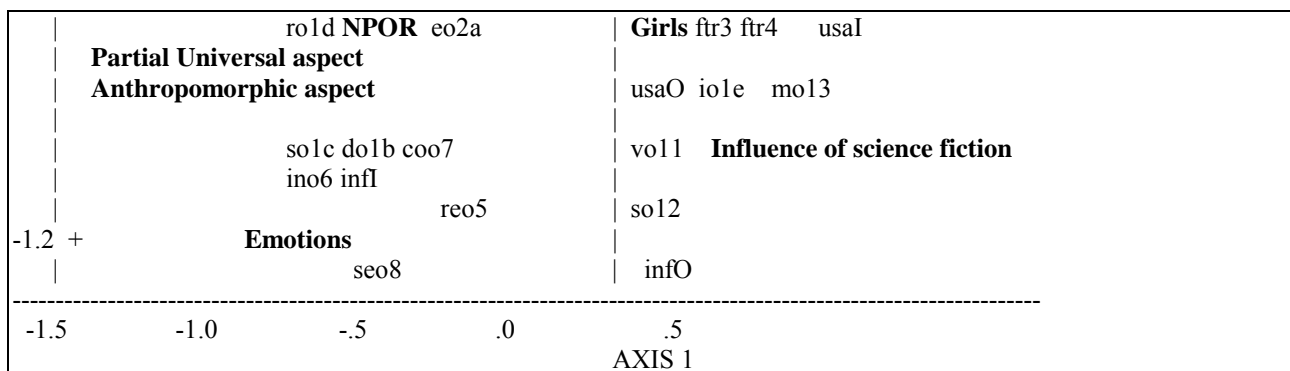 | ro1d NPOR eo2a | Girls ftr3 ftr4 usaI
| Partial Universal aspect |
| Anthropomorphic aspect | usaO io1e mo13
| |
| so1c do1b coo7 | vo11 Influence of science fiction
| ino6 infI |
| reo5 | so12
-1.2 + Emotions |
| seo8 | infO
--------------------------------------------------------------------------------
-1.5 -1.0 -.5 .0 .5
AXIS 1